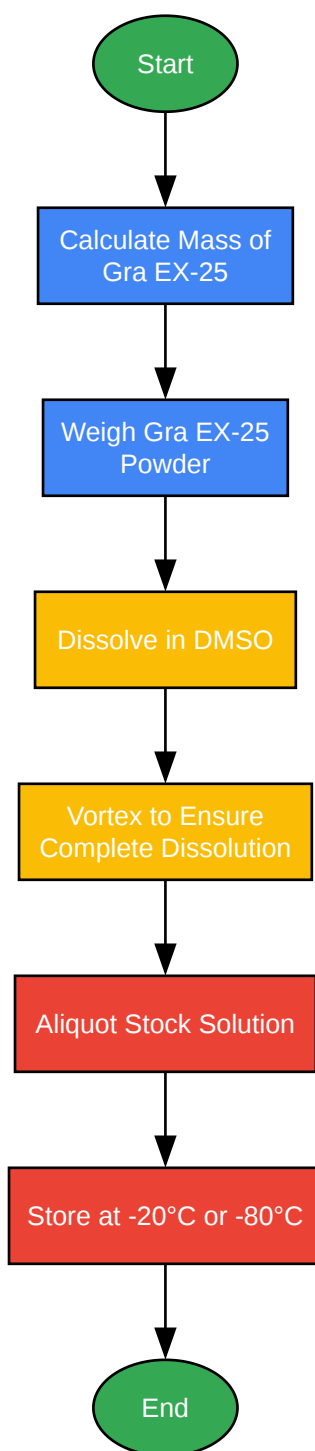 Start
Calculate Mass of
Gra EX-25
Weigh Gra EX-25
Powder
Dissolve in DMSO
Vortex to Ensure
Complete Dissolution
Aliquot Stock Solution
Store at -20°C or -80°C
End